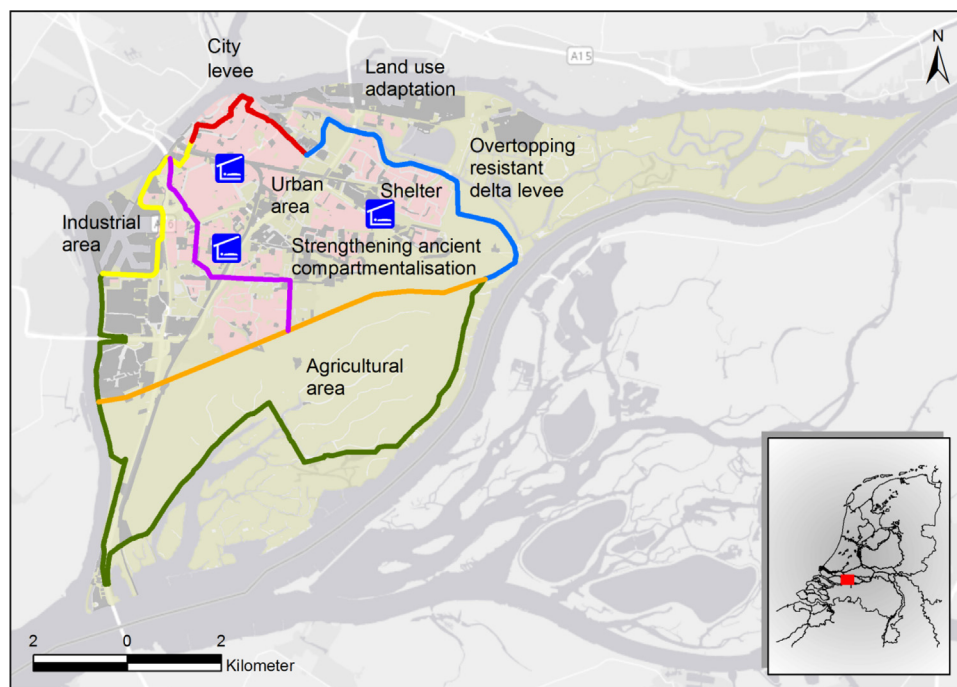 City
levee
Land use
adaptation
A15
N
Overtopping
resistant
delta levee
Urban
area
Shelter
Industrial
area
Strengthening ancient
compartmentalisation
Agricultural
area
2 0 2
Kilometer